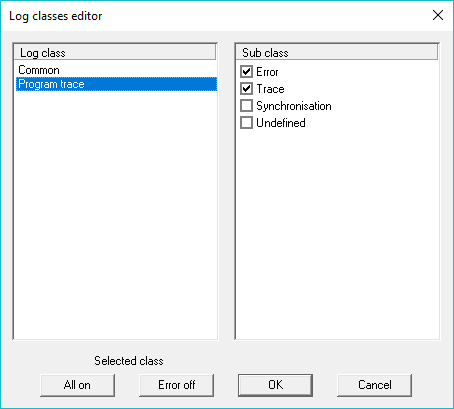 Log classes editor
Log class
Common
Program trace
Sub class
Error
Trace
Synchronisation
Undefined
Selected class
All on
Error off
OK
Cancel